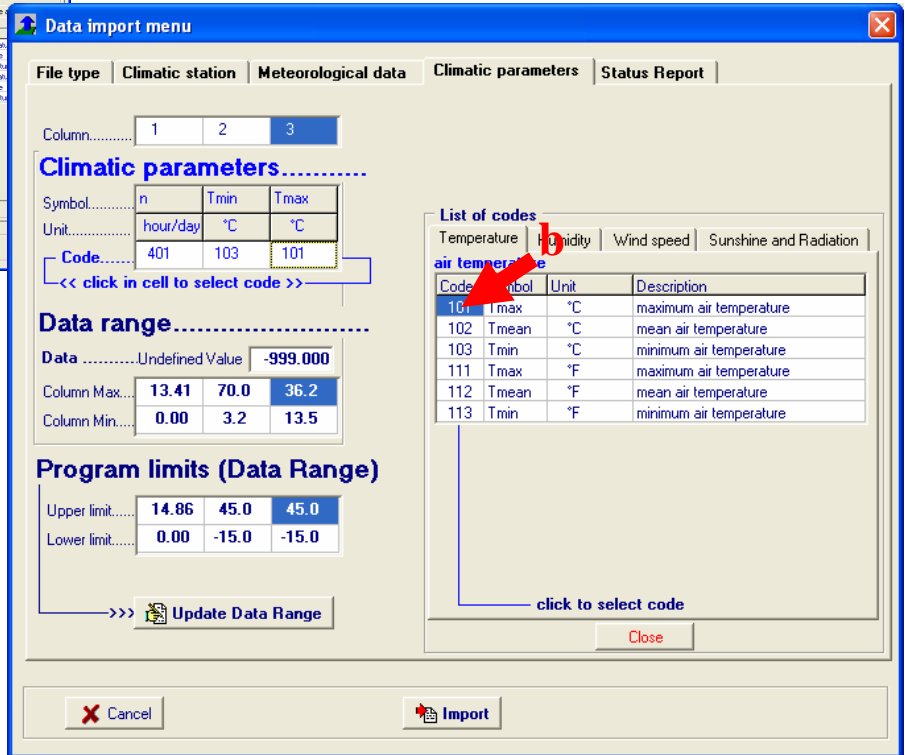 Data import menu
File type Climatic station Meteorological data Climatic parameters Status Report
Column........... 1 2 3
Climatic parameters...........
Symbol........... n Tmin Tmax
Unit............... hour/day °C °C
Code....... 401 103 101
<< click in cell to select code >>
Data range.......................
Data ...........Undefined Value -999.000
Column Max.... 13.41 70.0 36.2
Column Min..... 0.00 3.2 13.5
Program limits (Data Range)
Upper limit...... 14.86 45.0 45.0
Lower limit...... 0.00 -15.0 -15.0
>>> Update Data Range
List of codes
b
Temperature Humidity Wind speed Sunshine and Radiation
air temperature
Code Symbol Unit Description
101 Tmax °C maximum air temperature
102 Tmean °C mean air temperature
103 Tmin °C minimum air temperature
111 Tmax °F maximum air temperature
112 Tmean °F mean air temperature
113 Tmin °F minimum air temperature
click to select code
Close
Cancel Import